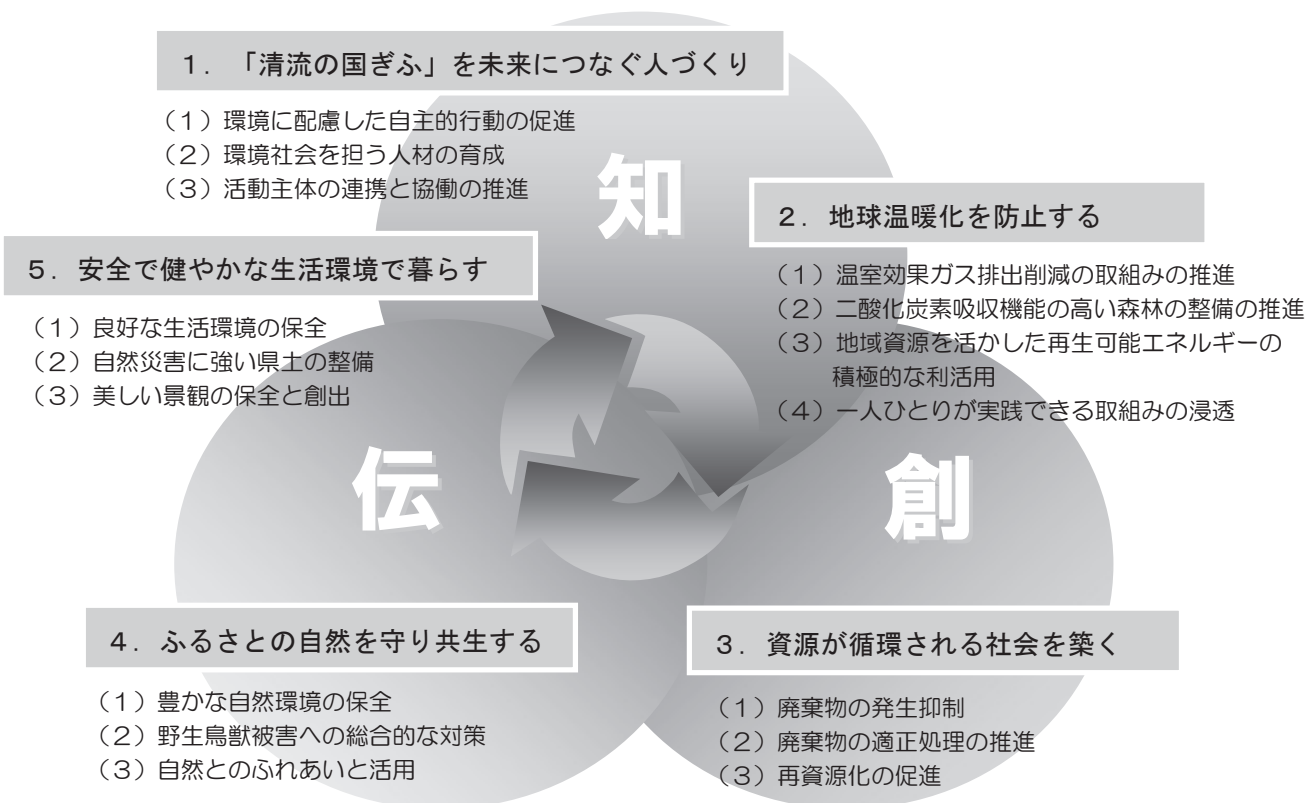 1.「清流の国ぎふ」を未来につなぐ人づくり
(1)環境に配慮した自主的行動の促進
(2)環境社会を担う人材の育成
(3)活動主体の連携と協働の推進
知
2.地球温暖化を防止する
(1)温室効果ガス排出削減の取組みの推進
(2)二酸化炭素吸収機能の高い森林の整備の推進
(3)地域資源を活かした再生可能エネルギーの
積極的な利活用
(4)一人ひとりが実践できる取組みの浸透
創
3.資源が循環される社会を築く
(1)廃棄物の発生抑制
(2)廃棄物の適正処理の推進
(3)再資源化の促進
4.ふるさとの自然を守り共生する
(1)豊かな自然環境の保全
(2)野生鳥獣被害への総合的な対策
(3)自然とのふれあいと活用
伝
5.安全で健やかな生活環境で暮らす
(1)良好な生活環境の保全
(2)自然災害に強い県土の整備
(3)美しい景観の保全と創出